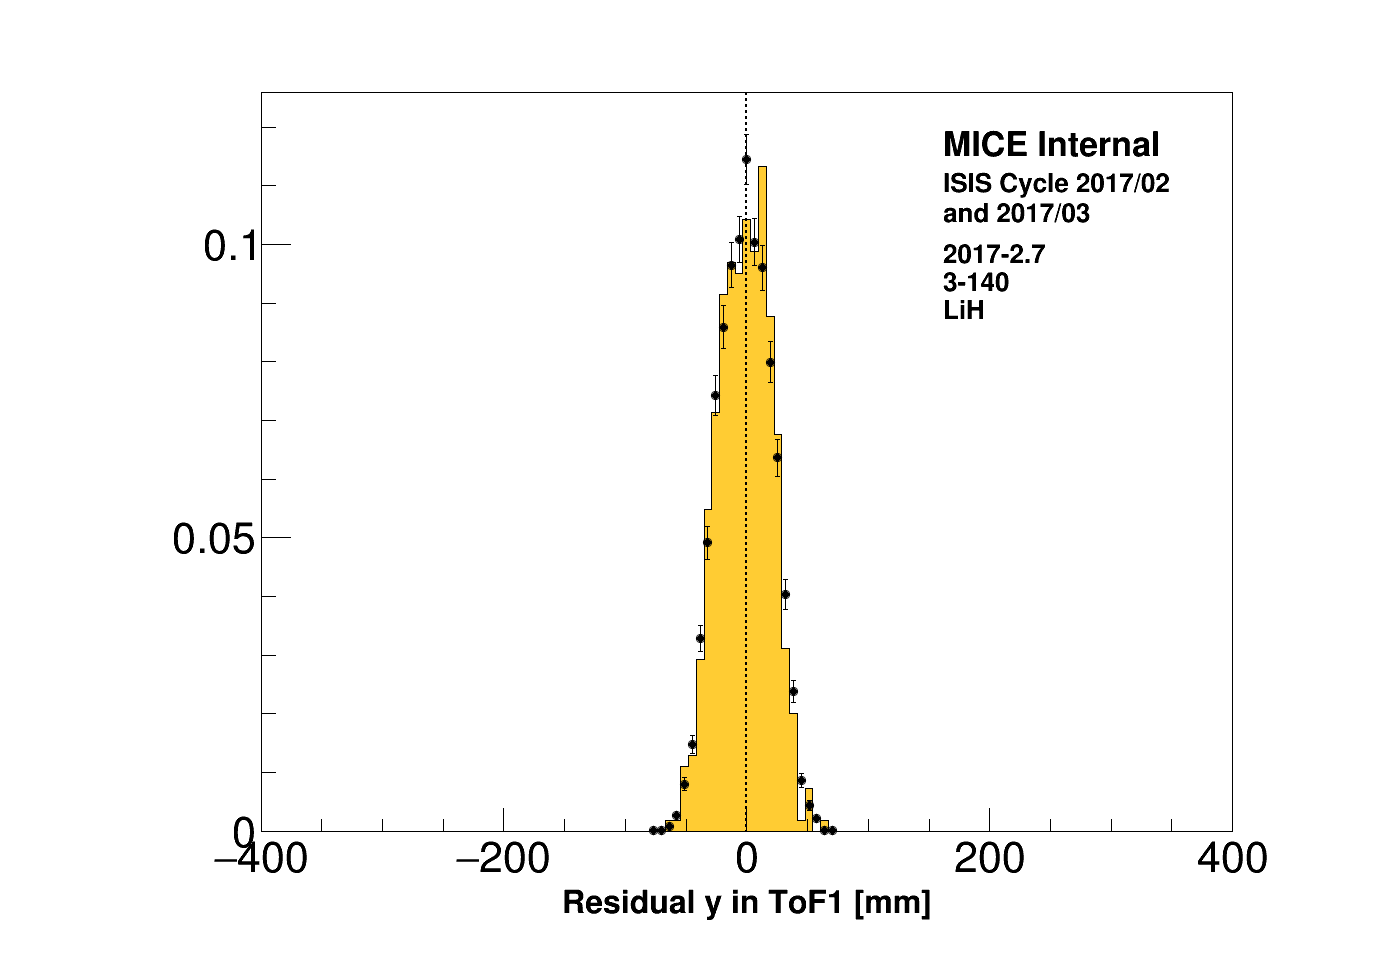 MICE Internal
ISIS Cycle 2017/02
and 2017/03
2017-2.7
3-140
LiH
0.1
0.05
0
−400 −200 0 200 400
Residual y in ToF1 [mm]